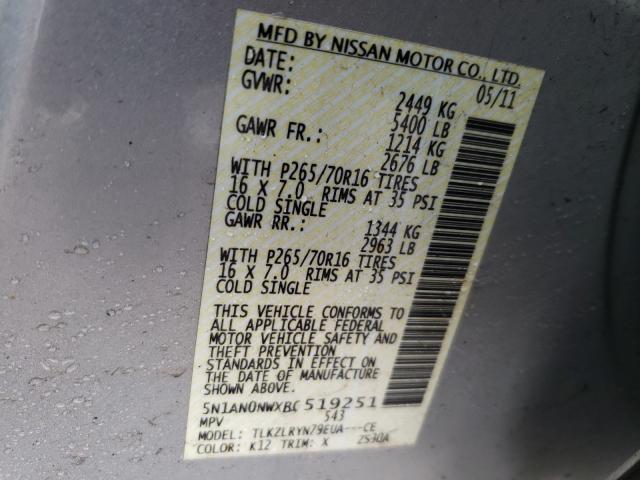 MFD BY NISSAN MOTOR CO., LTD.
DATE: 05/11
GVWR: 2449 KG
5400 LB
GAWR FR.: 1214 KG
2676 LB
WITH P265/70R16 TIRES
16 X 7.0 RIMS AT 35 PSI
COLD SINGLE
GAWR RR.: 1344 KG
2963 LB
WITH P265/70R16 TIRES
16 X 7.0 RIMS AT 35 PSI
COLD SINGLE
THIS VEHICLE CONFORMS TO
ALL APPLICABLE FEDERAL
MOTOR VEHICLE SAFETY AND
THEFT PREVENTION
STANDARDS IN EFFECT ON
THE DATE OF MANUFACTURE
SHOWN ABOVE.
5N1AN0NWXBC519251
MPV 543
MODEL: TLKZLRYN79EUA---CE
COLOR: K12 TRIM: X ZS30A